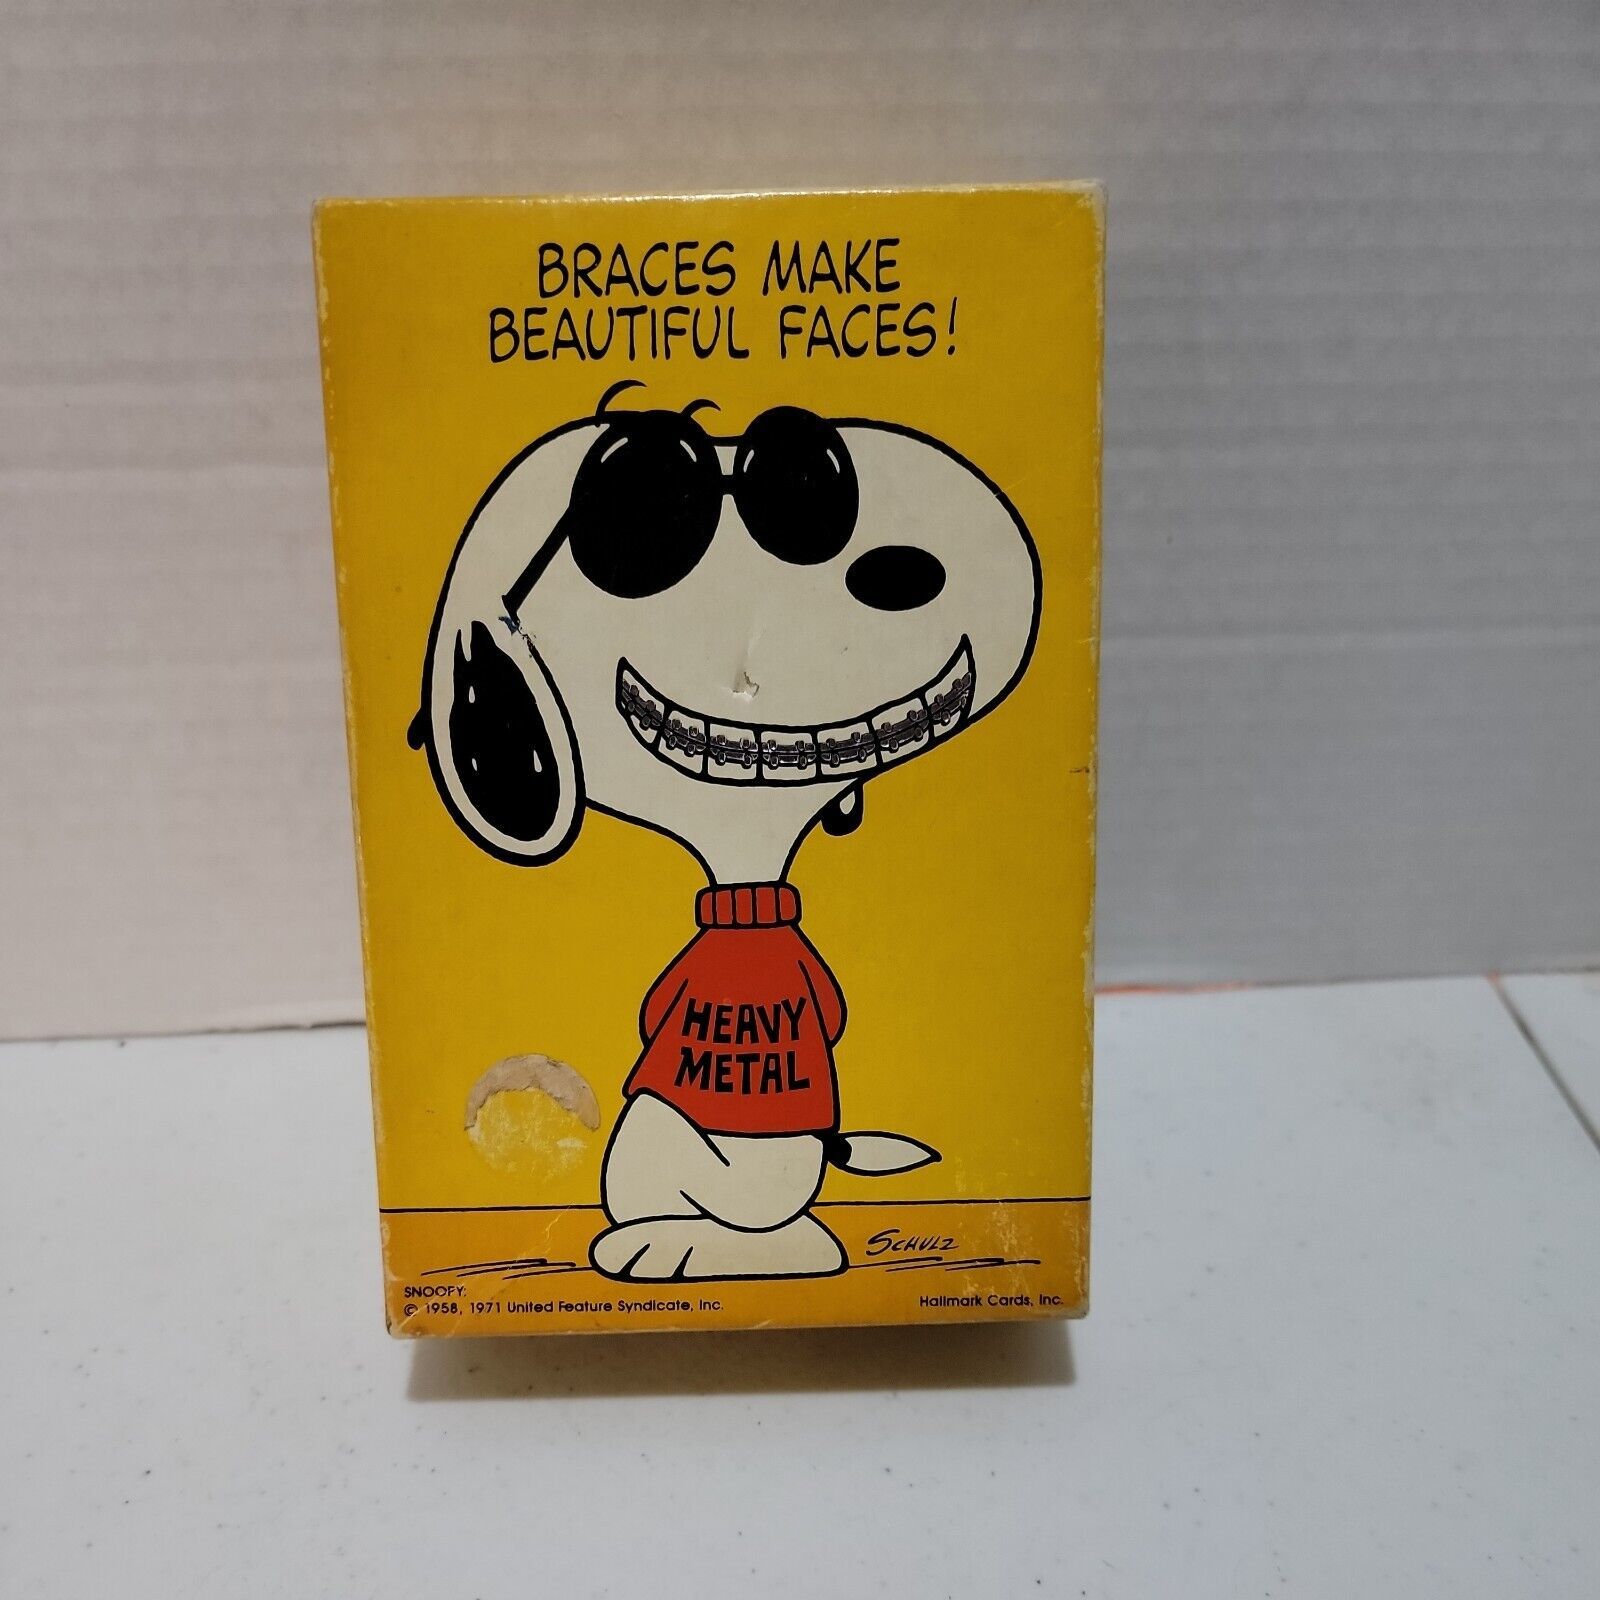 BRACES MAKE
BEAUTIFUL FACES!
HEAVY
METAL
SCHULZ
SNOOPY:
© 1958, 1971 United Feature Syndicate, Inc.
Hallmark Cards, Inc.